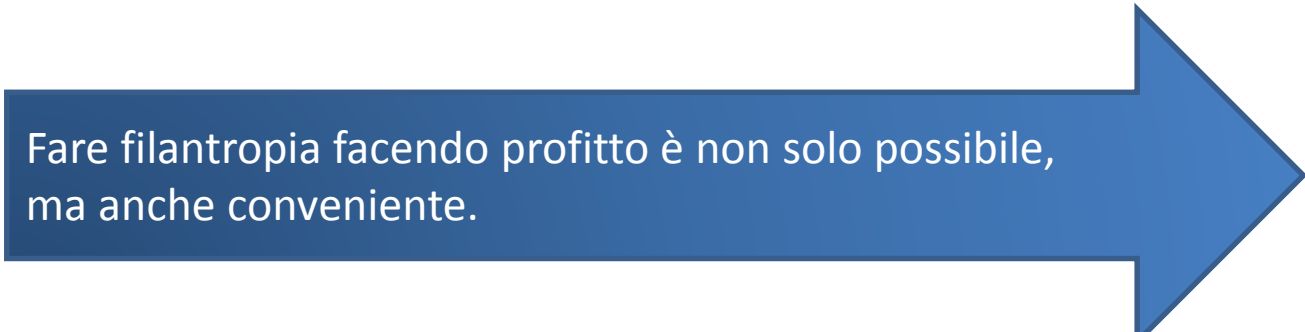 Fare filantropia facendo profitto è non solo possibile,
ma anche conveniente.